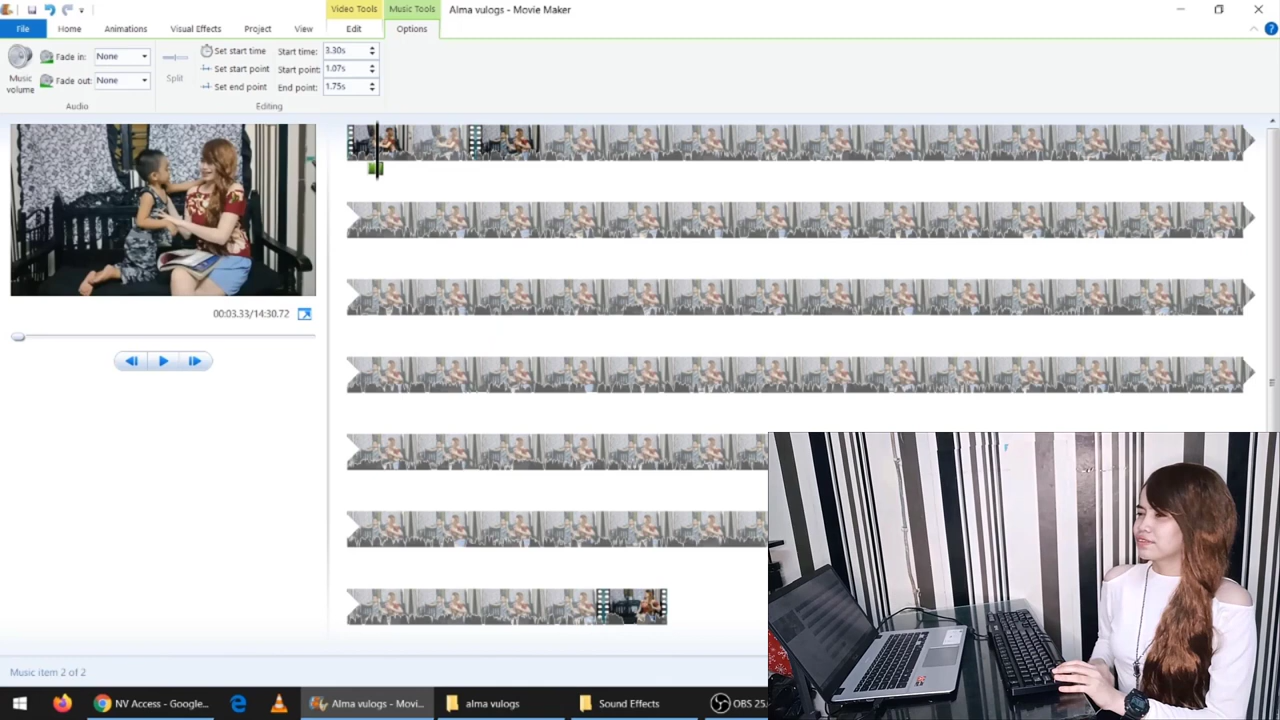 Video Tools
Music Tools
Alma vulogs - Movie Maker
File
Home
Animations
Visual Effects
Project
View
Edit
Options
Music volume
Fade in: None
Fade out: None
Split
Set start time
Set start point
Set end point
Start time: 3.30s
Start point: 1.07s
End point: 1.75s
Audio
Editing
00:03.33/14:30.72
Music item 2 of 2
NV Access - Google...
Alma vulogs - Movi...
alma vulogs
Sound Effects
OBS 25.